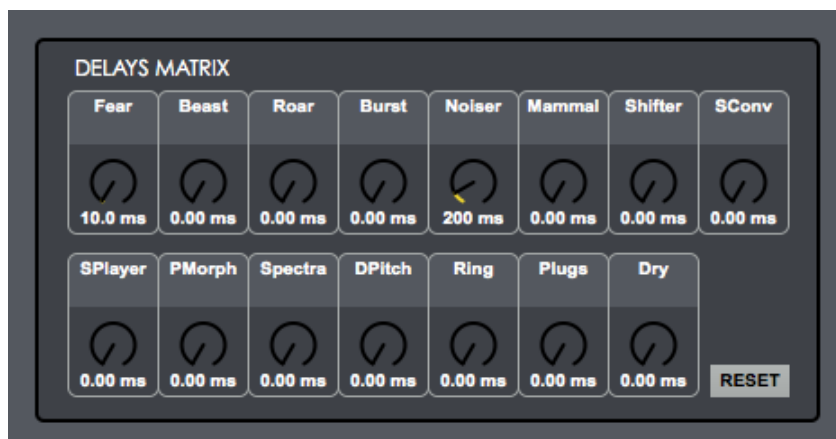 DELAYS MATRIX
Fear Beast Roar Burst Noiser Mammal Shifter SConv
10.0 ms 0.00 ms 0.00 ms 0.00 ms 200 ms 0.00 ms 0.00 ms 0.00 ms
SPlayer PMorph Spectra DPitch Ring Plugs Dry
0.00 ms 0.00 ms 0.00 ms 0.00 ms 0.00 ms 0.00 ms 0.00 ms RESET